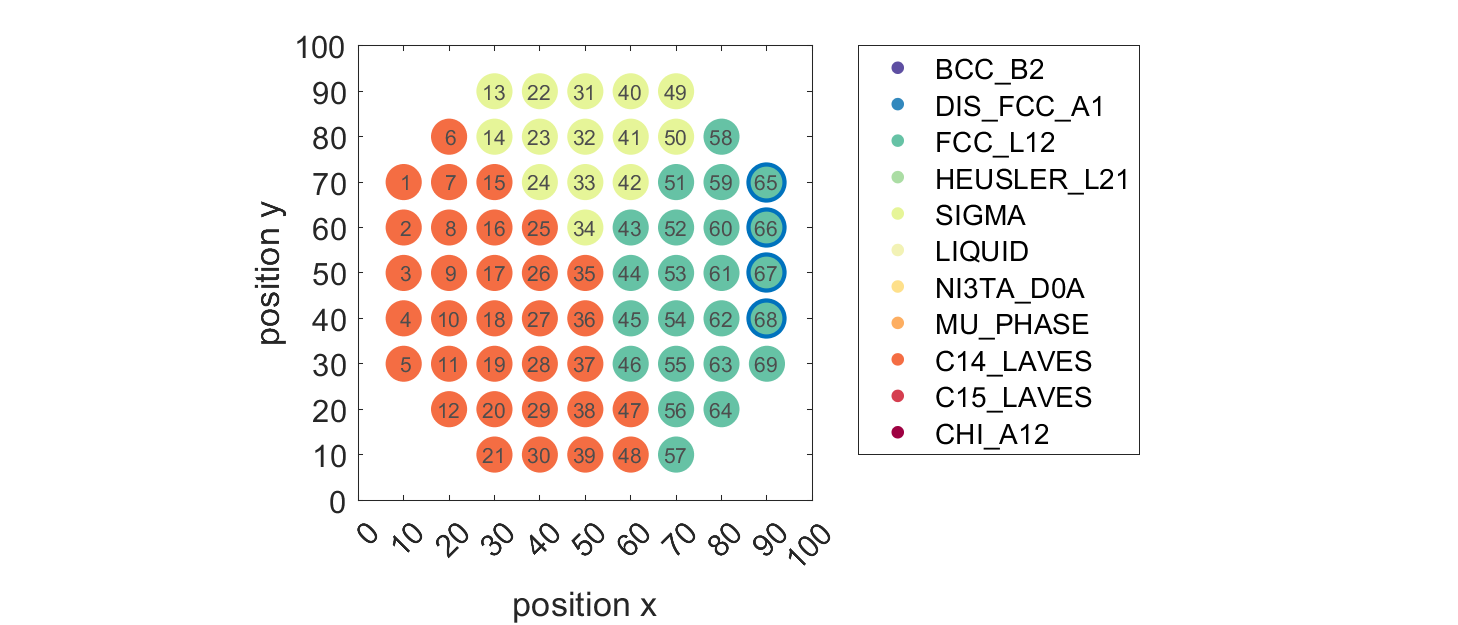 100
90
80
70
60
50
40
30
20
10
0
position y
13 22 31 40 49
6 14 23 32 41 50 58
1 7 15 24 33 42 51 59 65
2 8 16 25 34 43 52 60 66
3 9 17 26 35 44 53 61 67
4 10 18 27 36 45 54 62 68
5 11 19 28 37 46 55 63 69
12 20 29 38 47 56 64
21 30 39 48 57
0 10 20 30 40 50 60 70 80 90 100
position x
BCC_B2
DIS_FCC_A1
FCC_L12
HEUSLER_L21
SIGMA
LIQUID
NI3TA_D0A
MU_PHASE
C14_LAVES
C15_LAVES
CHI_A12